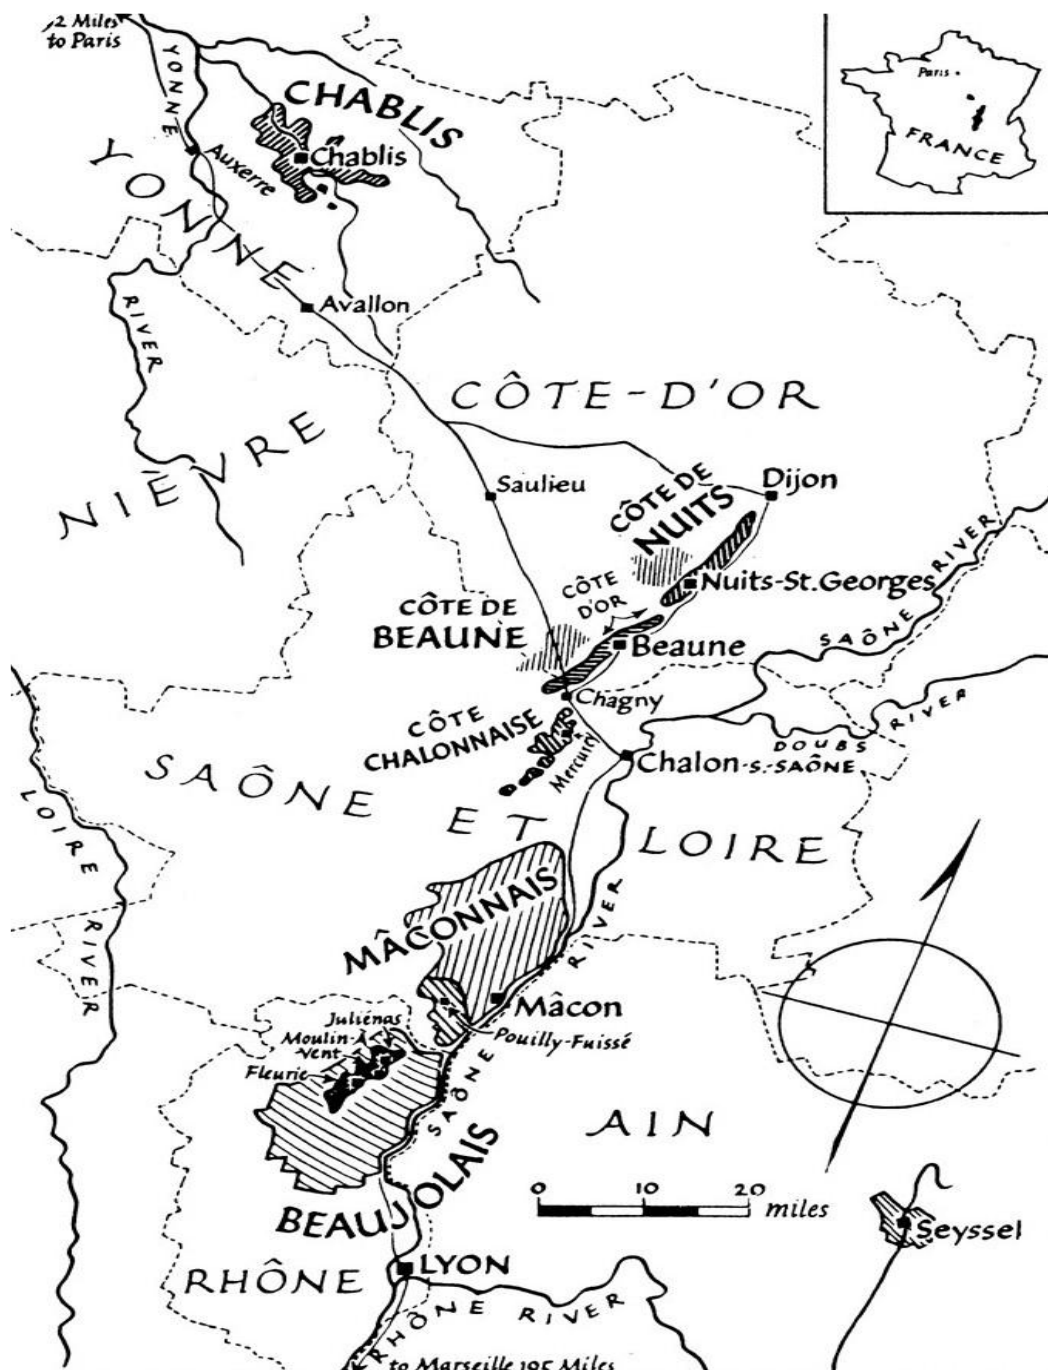 2 Miles
to Paris
YONNE
CHABLIS
Chablis
Auxerre
YONNE
Avallon
RIVER
NIEVRE
Paris
FRANCE
CÔTE-D'OR
Saulieu
Dijon
CÔTE DE
NUITS
Nuits-St. Georges
CÔTE
D'OR
CÔTE DE
BEAUNE
Beaune
SAÔNE RIVER
Chagny
CÔTE
CHALONNAISE
Mercurey
DOUBS RIVER
Chalon-S.-SAÔNE
SAÔNE ET LOIRE
LOIRE RIVER
MÂCONNAIS
RIVER
Mâcon
Pouilly-Fuissé
Juliénas
Moulin-À-
Vent
Fleurie
SAÔNE
AIN
BEAUJOLAIS
0 10 20
miles
Seyssel
RHÔNE
LYON
RHÔNE RIVER
to Marseille 195 Miles